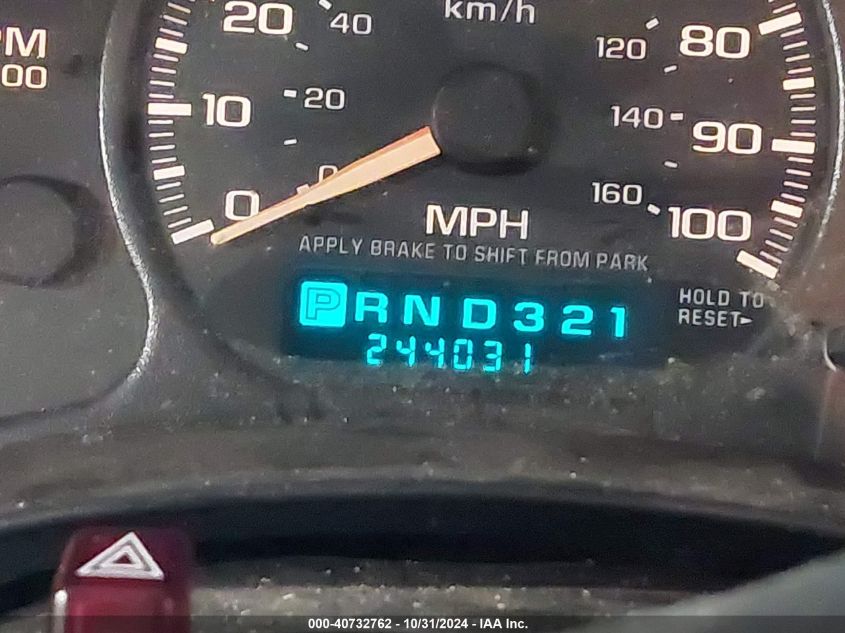 km/h
20
40
120
80
PM
00
10
20
140
90
0
0
160
100
MPH
APPLY BRAKE TO SHIFT FROM PARK
PRND321
HOLD TO
RESET
244031
000-40732762 - 10/31/2024 - IAA Inc.